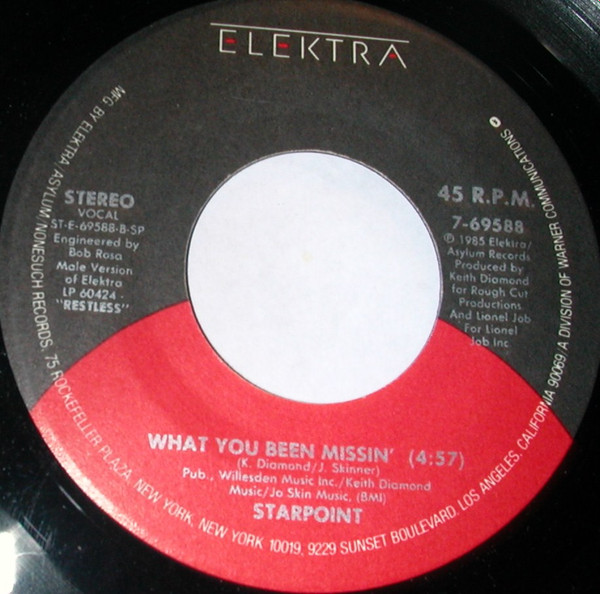 ELEKTRA
STEREO
VOCAL
ST-E-69588-B-SP
Engineered by
Bob Rosa
Male Version
of Elektra
LP 60424 -
"RESTLESS"
45 R.P.M.
7-69588
℗ 1985 Elektra/
Asylum Records
Produced by
Keith Diamond
for Rough Cut
Productions
And Lionel Job
For Lionel
Job Inc.
WHAT YOU BEEN MISSIN' (4:57)
(K. Diamond/J. Skinner)
Pub., Willesden Music Inc./Keith Diamond
Music/Jo Skin Music, (BMI)
STARPOINT
MFG BY ELEKTRA/ASYLUM/NONESUCH RECORDS, 75 ROCKEFELLER PLAZA, NEW YORK, NEW YORK 10019, 9229 SUNSET BOULEVARD, LOS ANGELES, CALIFORNIA 90069/A DIVISION OF WARNER COMMUNICATIONS